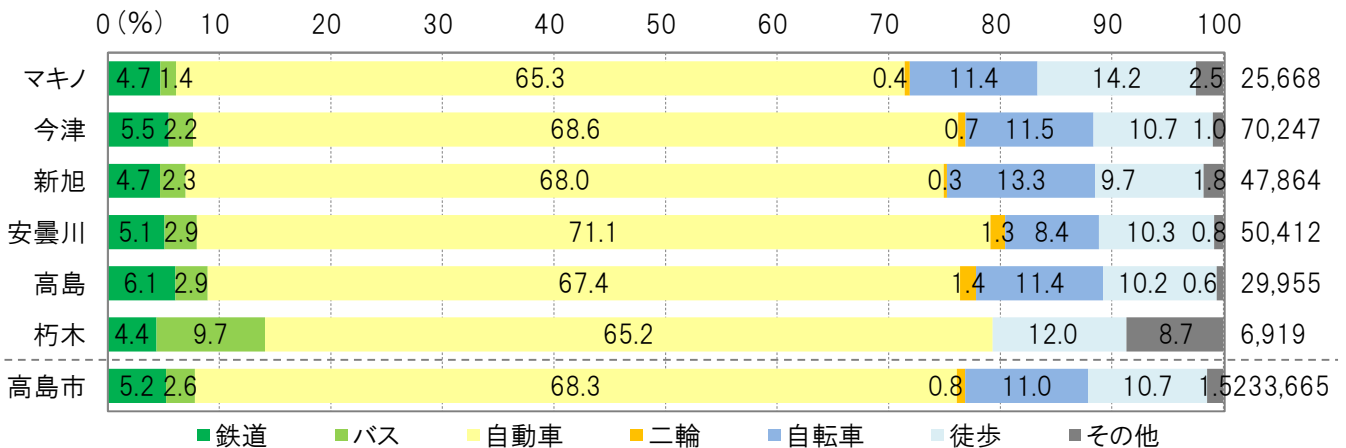 0 (%) 10 20 30 40 50 60 70 80 90 100
マキノ 4.7 1.4 65.3 0.4 11.4 14.2 2.5 25,668
今津 5.5 2.2 68.6 0.7 11.5 10.7 1.0 70,247
新旭 4.7 2.3 68.0 0.3 13.3 9.7 1.8 47,864
安曇川 5.1 2.9 71.1 1.3 8.4 10.3 0.8 50,412
高島 6.1 2.9 67.4 1.4 11.4 10.2 0.6 29,955
朽木 4.4 9.7 65.2 12.0 8.7 6,919
高島市 5.2 2.6 68.3 0.8 11.0 10.7 1.5 233,665
鉄道 バス 自動車 二輪 自転車 徒歩 その他